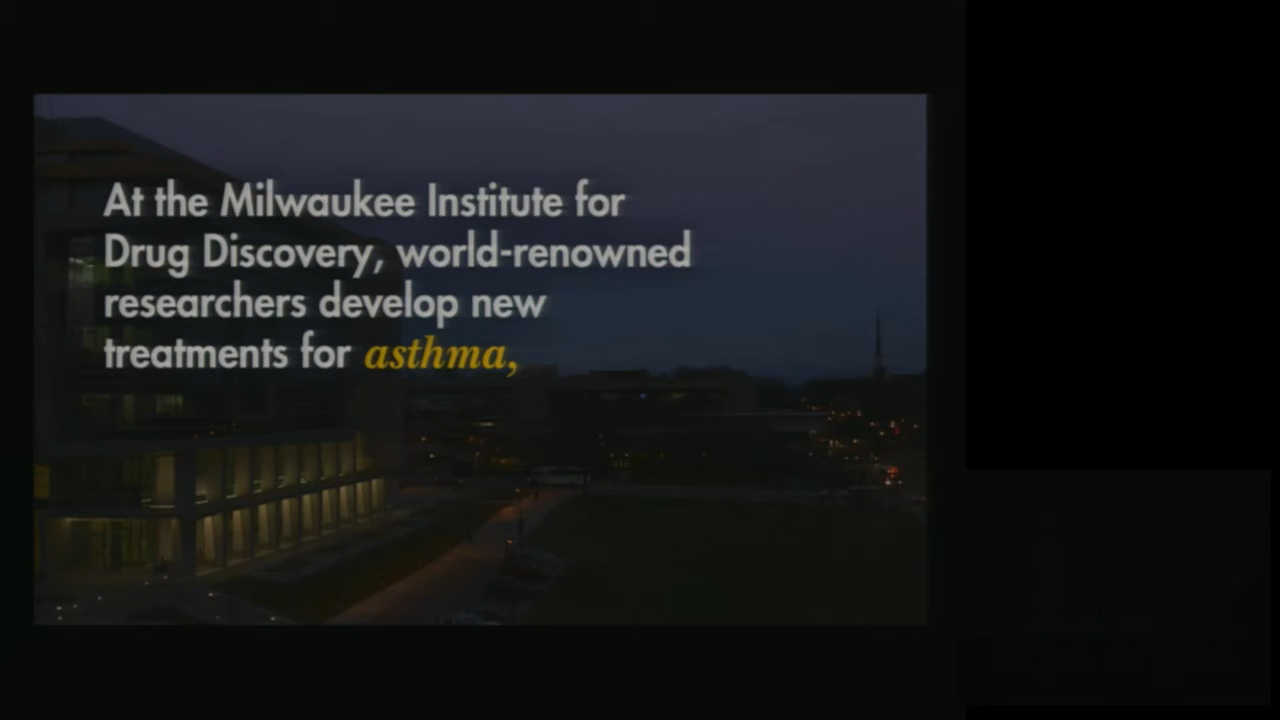 At the Milwaukee Institute for
Drug Discovery, world-renowned
researchers develop new
treatments for asthma,